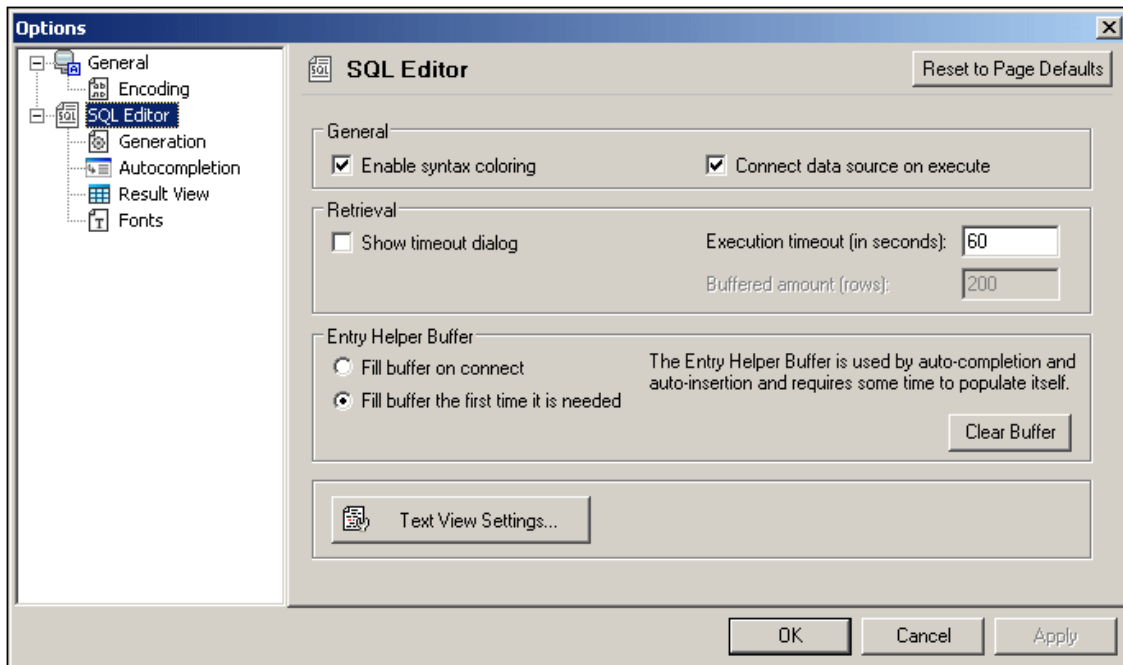 Options
General
Encoding
SQL Editor
Generation
Autocompletion
Result View
Fonts
SQL Editor
Reset to Page Defaults
General
Enable syntax coloring
Connect data source on execute
Retrieval
Show timeout dialog
Execution timeout (in seconds):
60
Buffered amount (rows):
200
Entry Helper Buffer
Fill buffer on connect
Fill buffer the first time it is needed
The Entry Helper Buffer is used by auto-completion and
auto-insertion and requires some time to populate itself.
Clear Buffer
Text View Settings...
OK
Cancel
Apply